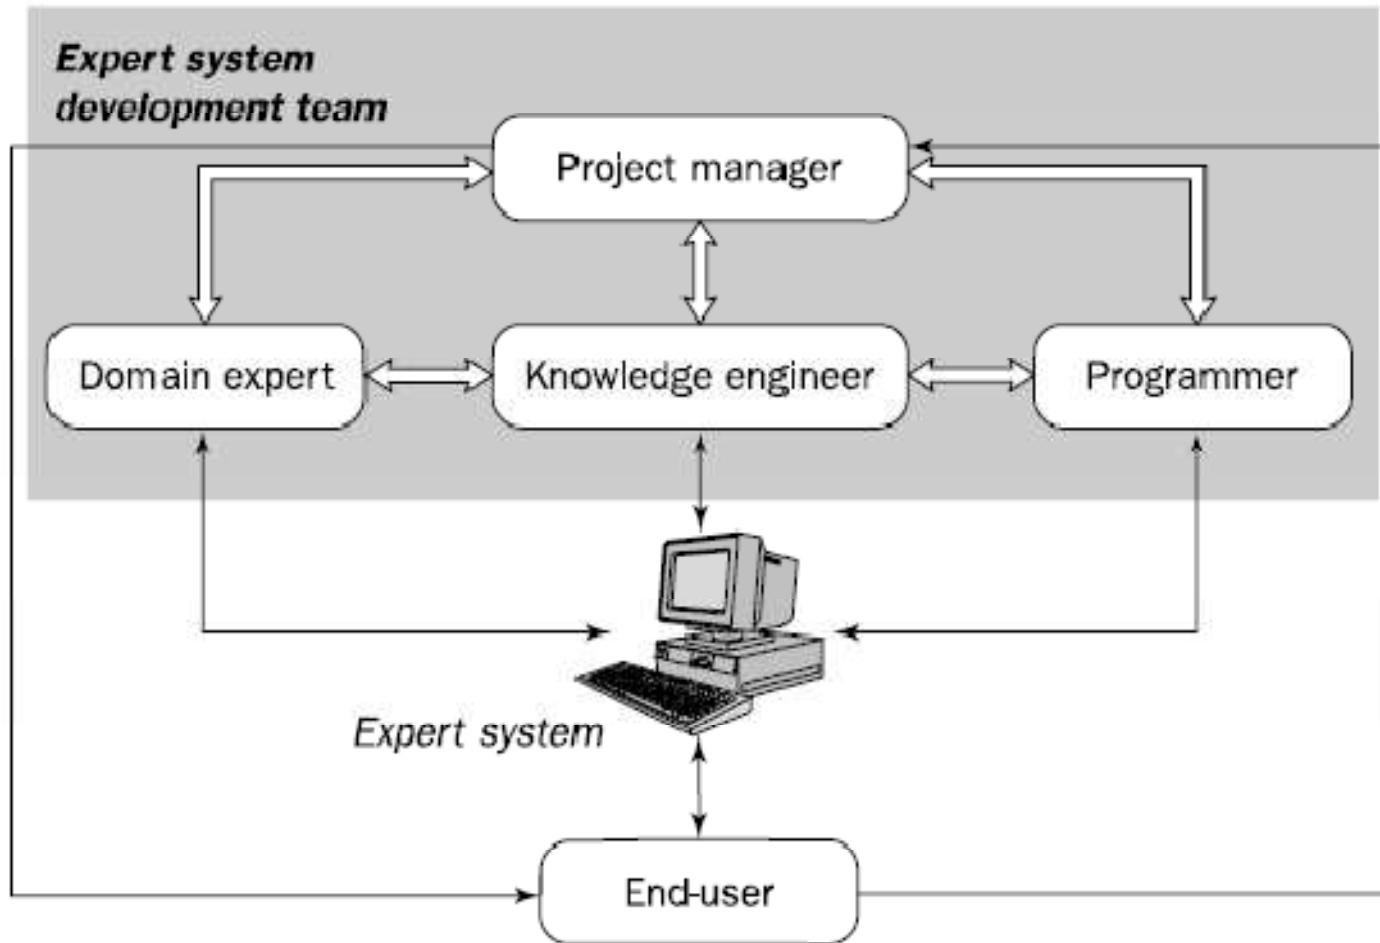 Expert system
development team
Project manager
Domain expert
Knowledge engineer
Programmer
Expert system
End-user